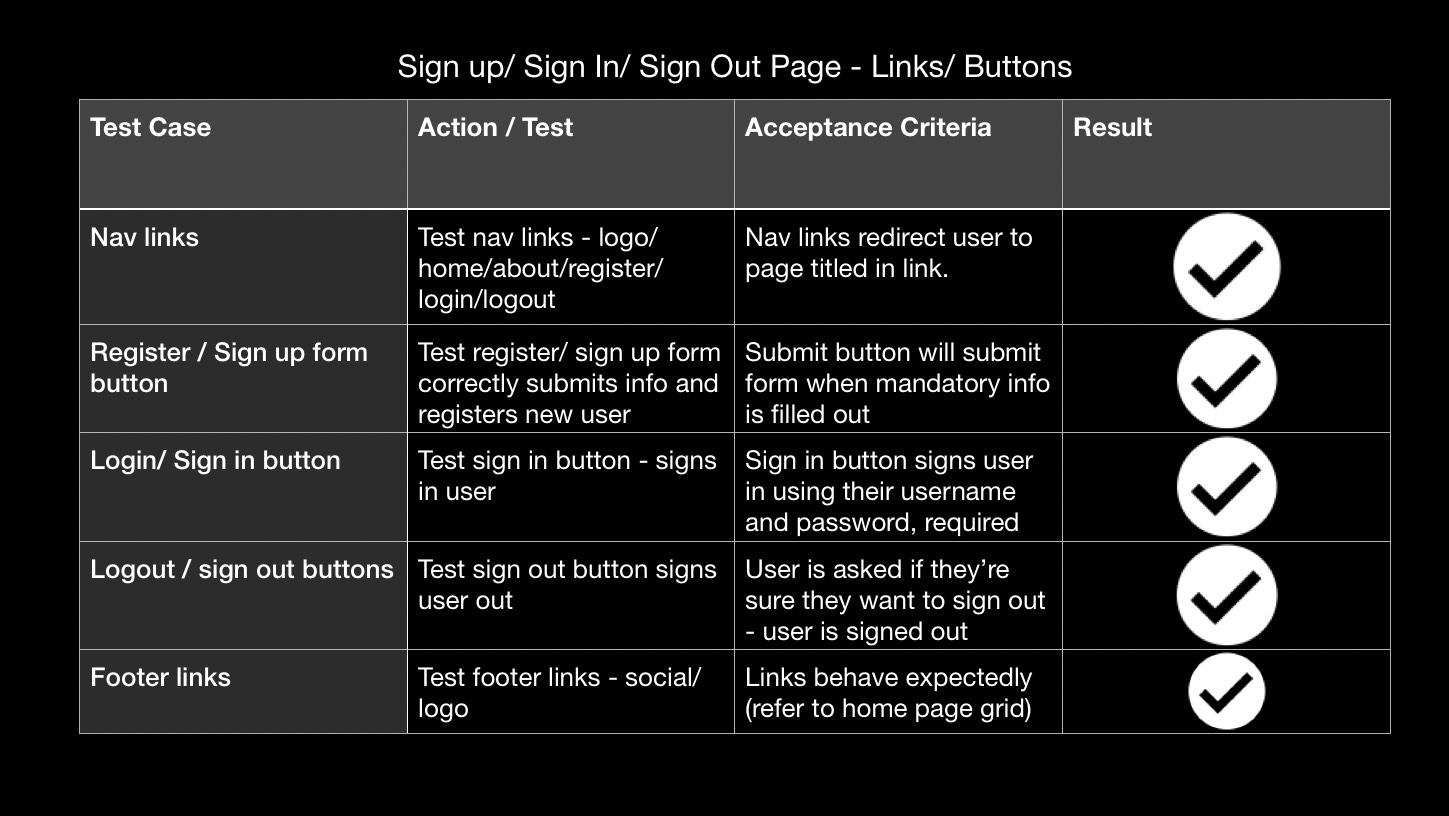 Sign up/ Sign In/ Sign Out Page - Links/ Buttons
Test Case
Action / Test
Acceptance Criteria
Result
Nav links
Test nav links - logo/
home/about/register/
login/logout
Nav links redirect user to
page titled in link.
Register / Sign up form
button
Test register/ sign up form
correctly submits info and
registers new user
Submit button will submit
form when mandatory info
is filled out
Login/ Sign in button
Test sign in button - signs
in user
Sign in button signs user
in using their username
and password, required
Logout / sign out buttons
Test sign out button signs
user out
User is asked if they’re
sure they want to sign out
- user is signed out
Footer links
Test footer links - social/
logo
Links behave expectedly
(refer to home page grid)